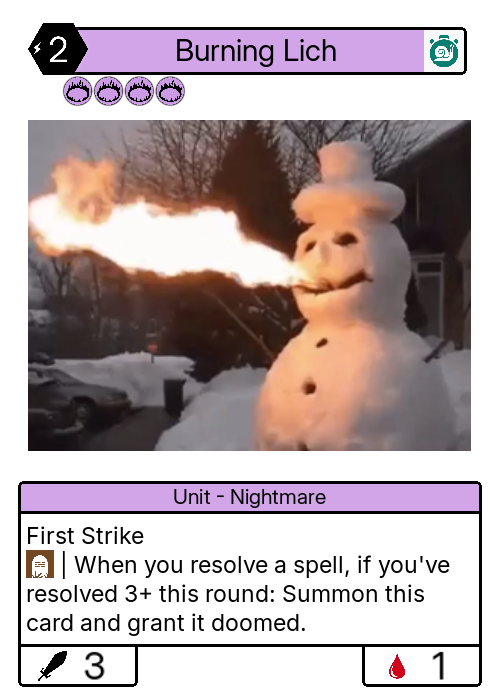 2
Burning Lich
Unit - Nightmare
First Strike
| When you resolve a spell, if you've
resolved 3+ this round: Summon this
card and grant it doomed.
3
1